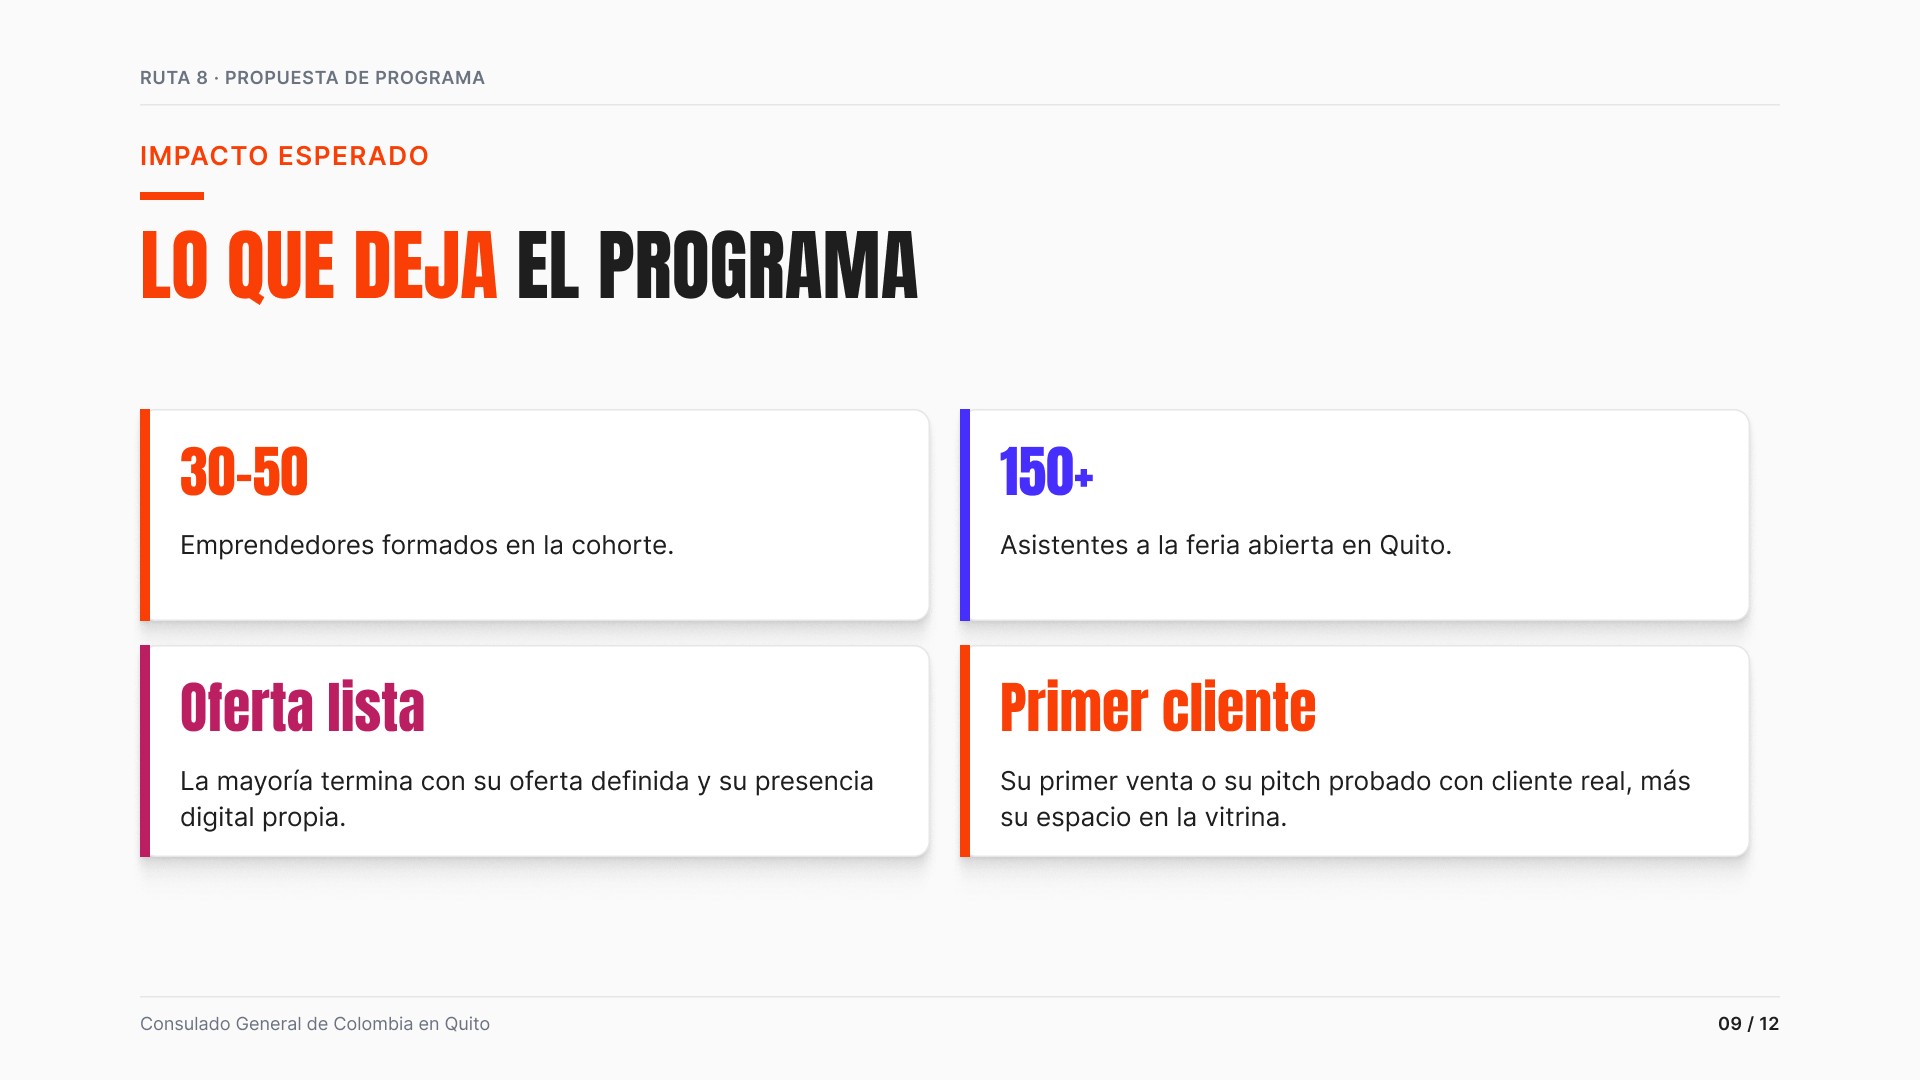 RUTA 8 · PROPUESTA DE PROGRAMA
IMPACTO ESPERADO
LO QUE DEJA EL PROGRAMA
30-50
Emprendedores formados en la cohorte.
150+
Asistentes a la feria abierta en Quito.
Oferta lista
La mayoría termina con su oferta definida y su presencia
digital propia.
Primer cliente
Su primer venta o su pitch probado con cliente real, más
su espacio en la vitrina.
Consulado General de Colombia en Quito
09 / 12